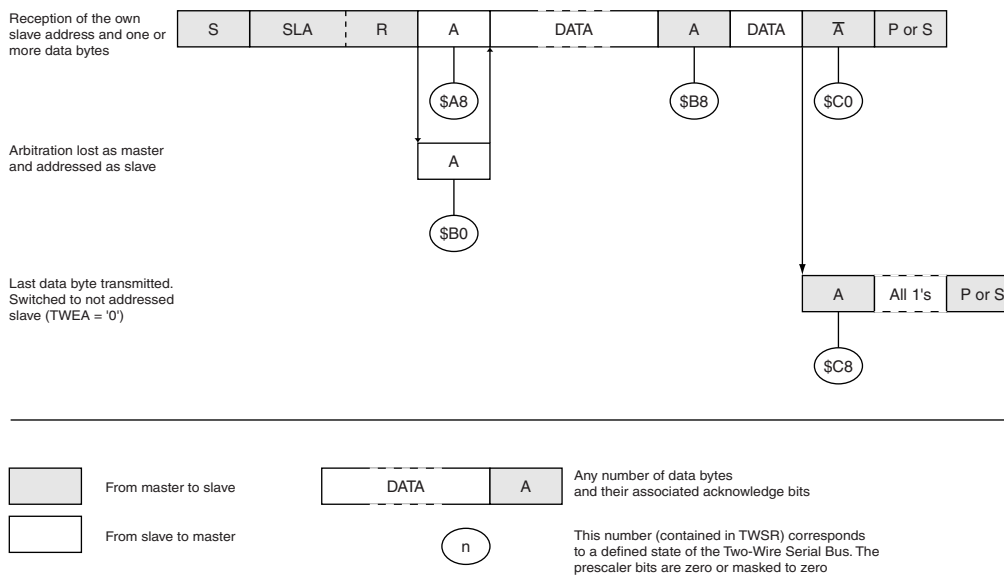 Reception of the own
slave address and one or
more data bytes
S SLA R A DATA A DATA A̅ P or S
$A8 $B8 $C0
Arbitration lost as master
and addressed as slave
A
$B0
Last data byte transmitted.
Switched to not addressed
slave (TWEA = '0')
A All 1's P or S
$C8
From master to slave
DATA A
Any number of data bytes
and their associated acknowledge bits
From slave to master
n
This number (contained in TWSR) corresponds
to a defined state of the Two-Wire Serial Bus. The
prescaler bits are zero or masked to zero